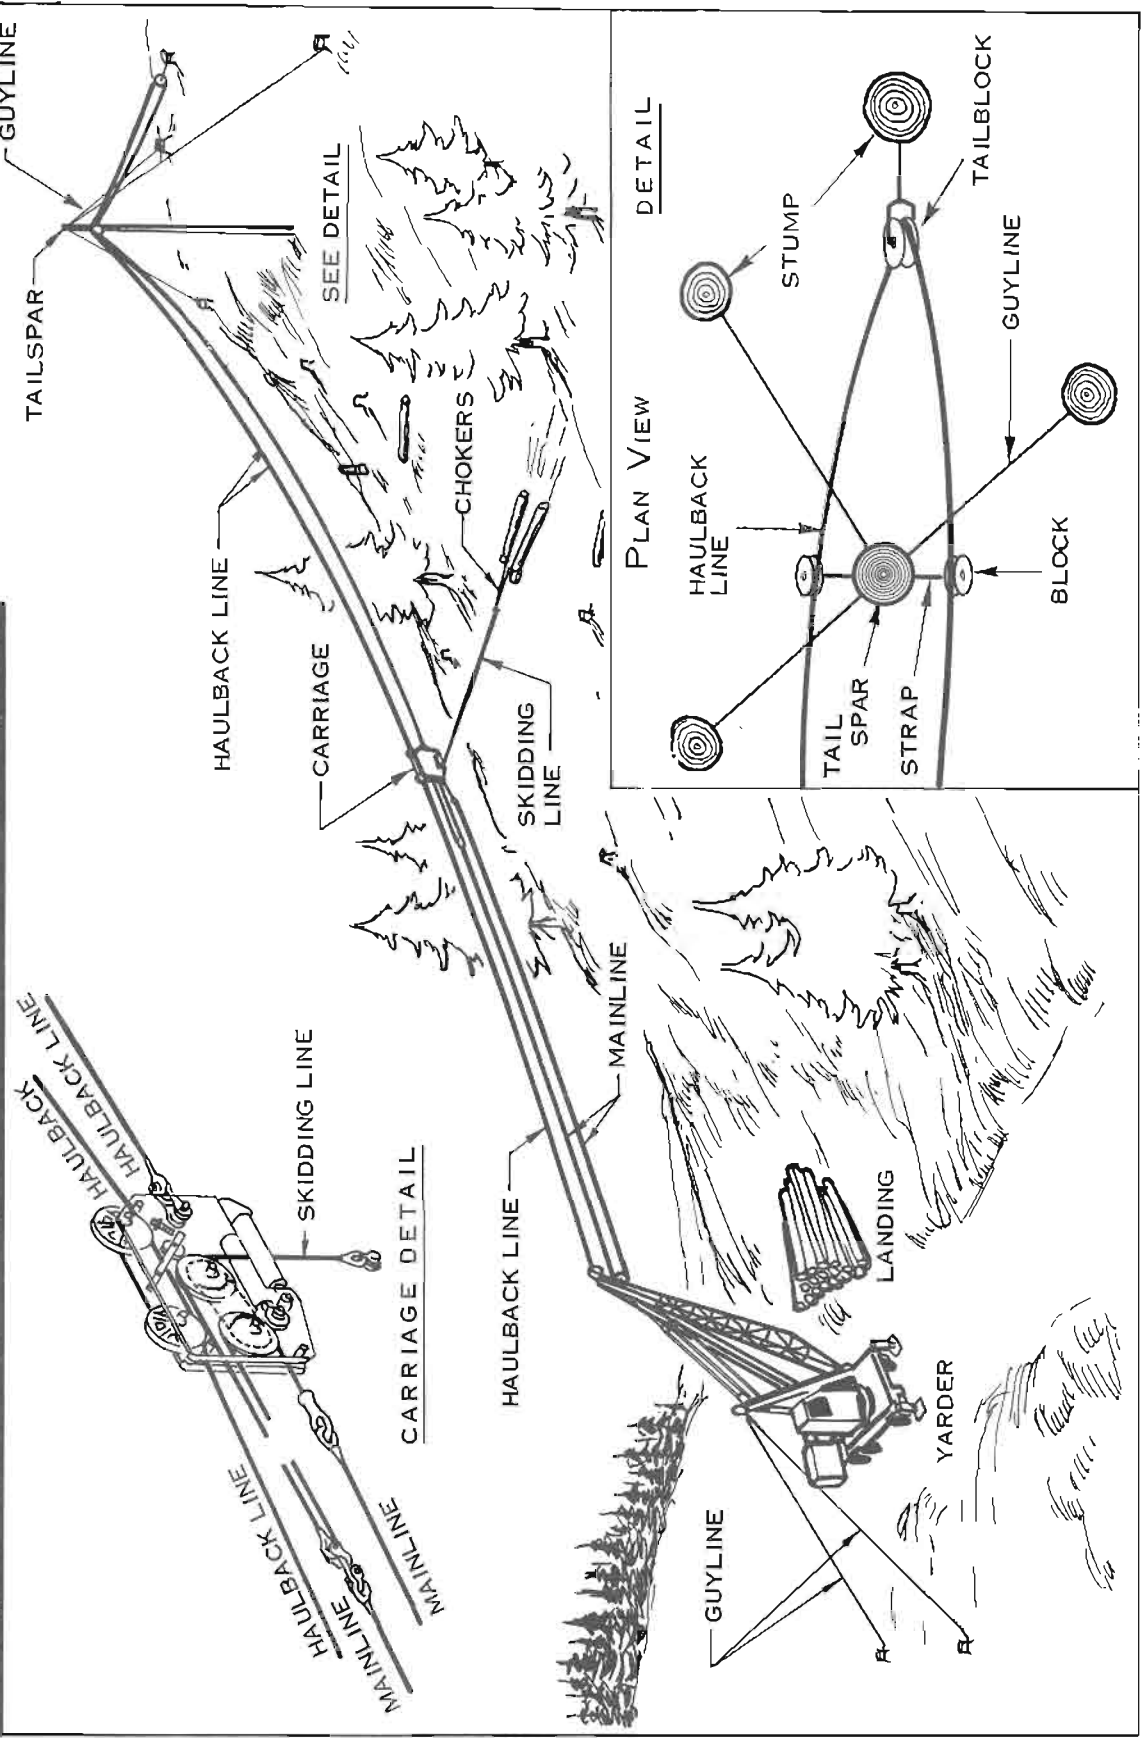 GUYLINE
TAILSPAR
HAULBACK LINE
CARRIAGE
SEE DETAIL
CHOKERS
SKIDDING
LINE
HAULBACK LINE
HAULBACK
SKIDDING LINE
CARRIAGE DETAIL
HAULBACK LINE
HAULBACK LINE
MAINLINE
MAINLINE
MAINLINE
LANDING
YARDER
GUYLINE
PLAN VIEW
DETAIL
STUMP
TAILBLOCK
HAULBACK
LINE
GUYLINE
TAIL
SPAR
STRAP
BLOCK